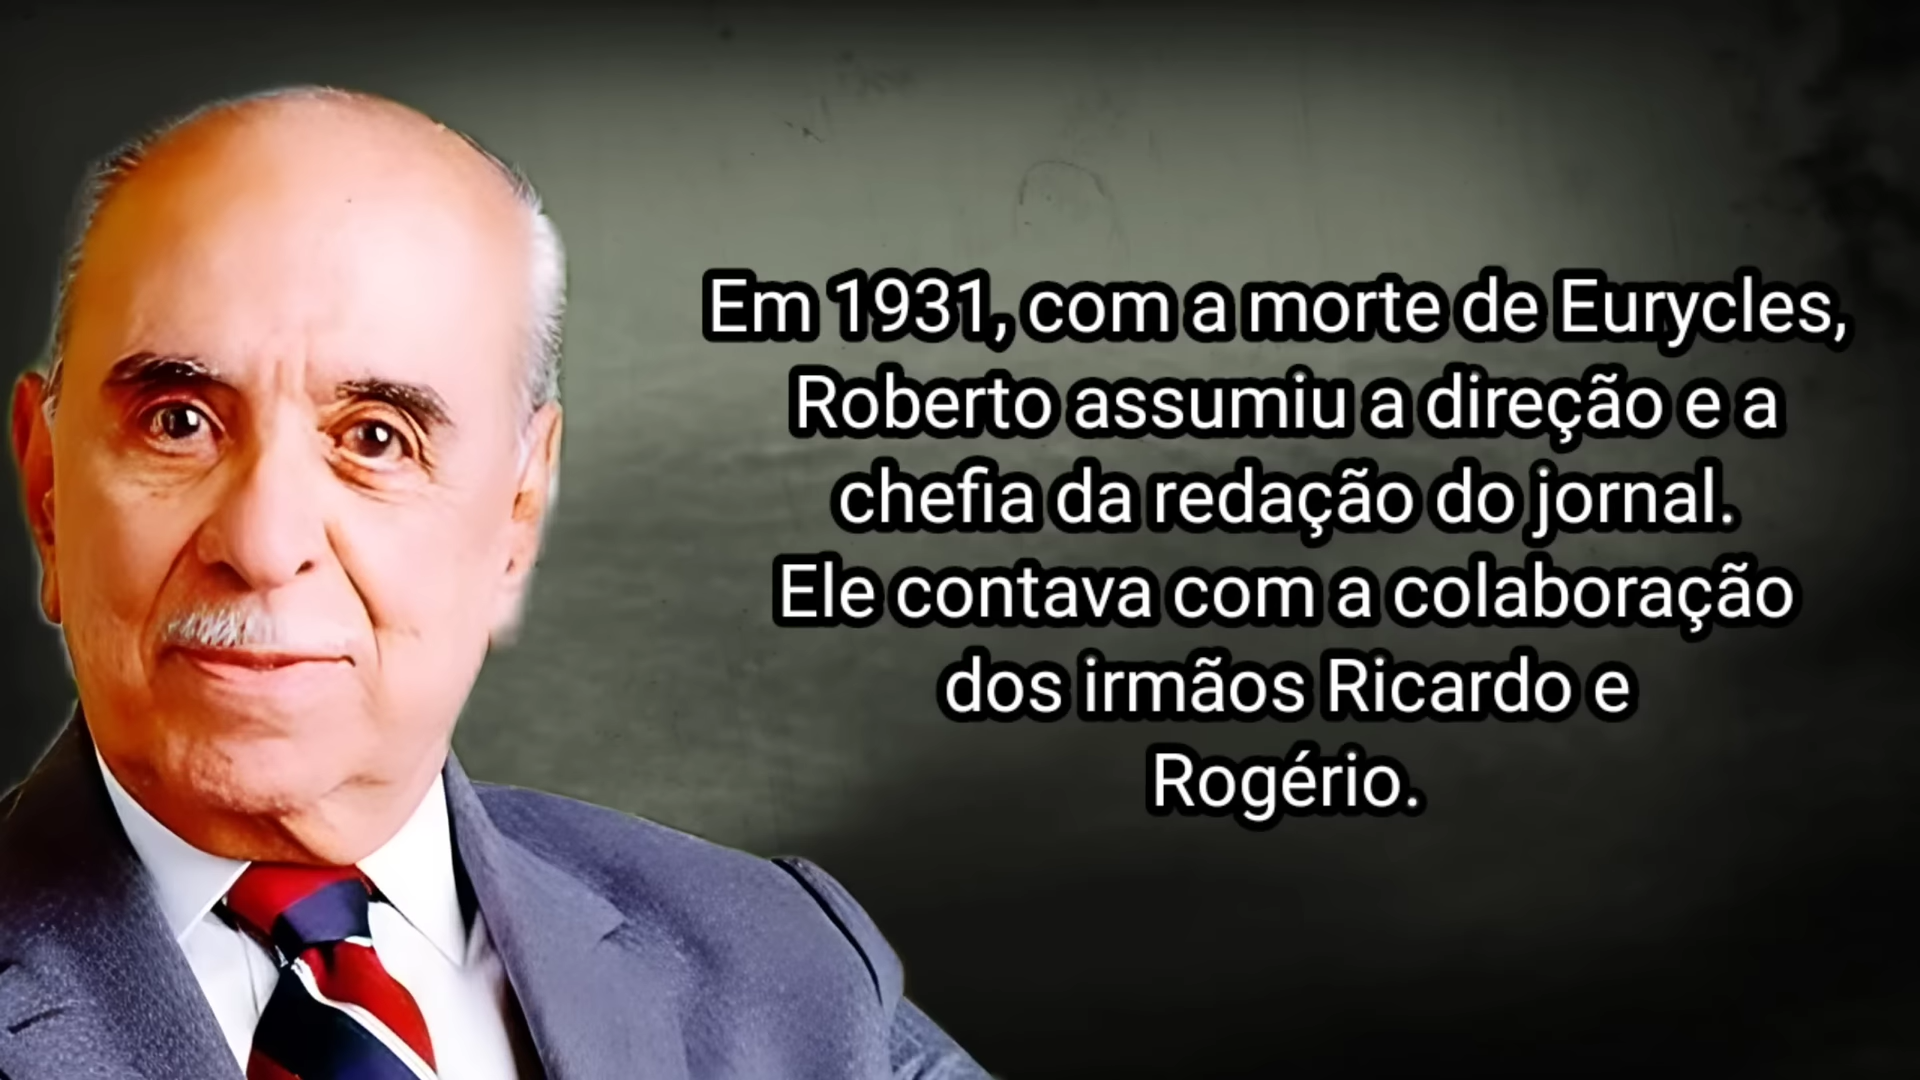 Em 1931, com a morte de Eurycles,
Roberto assumiu a direção e a
chefia da redação do jornal.
Ele contava com a colaboração
dos irmãos Ricardo e
Rogério.